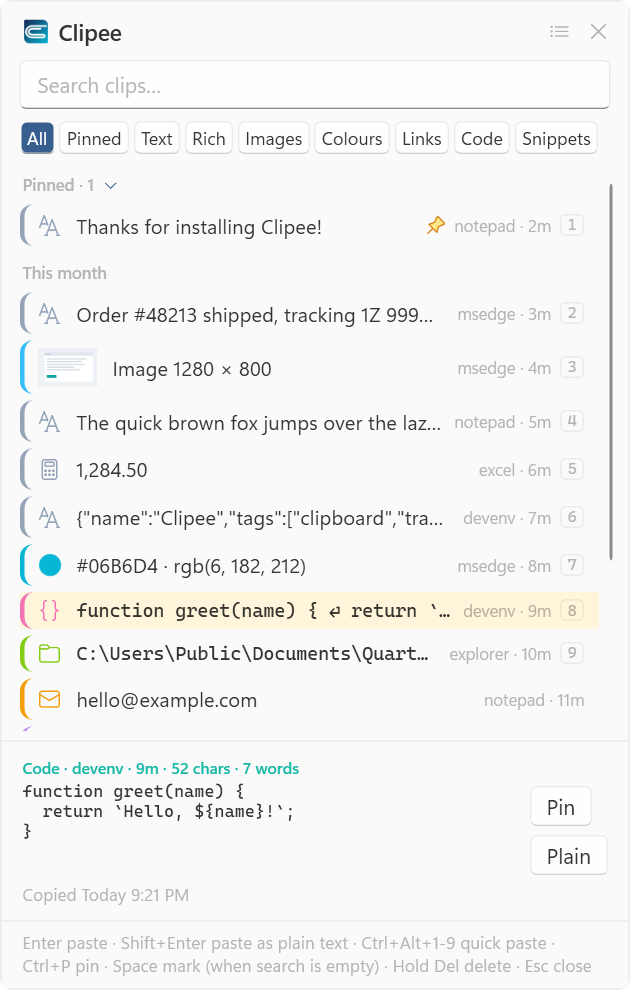 Clipee
Search clips...
All Pinned Text Rich Images Colours Links Code Snippets
Pinned · 1
Thanks for installing Clipee! notepad · 2m 1
This month
Order #48213 shipped, tracking 1Z 999... msedge · 3m 2
Image 1280 × 800 msedge · 4m 3
The quick brown fox jumps over the laz... notepad · 5m 4
1,284.50 excel · 6m 5
{"name":"Clipee","tags":["clipboard","tra... devenv · 7m 6
#06B6D4 · rgb(6, 182, 212) msedge · 8m 7
{} function greet(name) { ↵ return `... devenv · 9m 8
C:\Users\Public\Documents\Quart... explorer · 10m 9
hello@example.com notepad · 11m
Code · devenv · 9m · 52 chars · 7 words
function greet(name) {
  return `Hello, ${name}!`;
}
Pin
Plain
Copied Today 9:21 PM
Enter paste · Shift+Enter paste as plain text · Ctrl+Alt+1-9 quick paste ·
Ctrl+P pin · Space mark (when search is empty) · Hold Del delete · Esc close